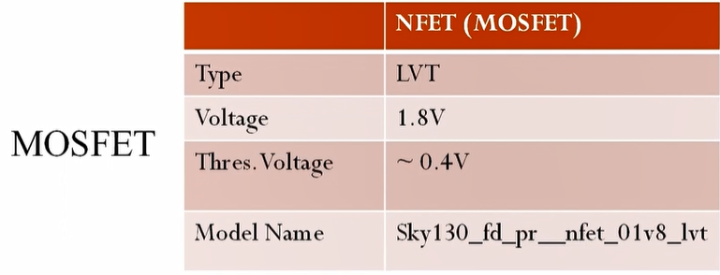 NFET (MOSFET)
Type LVT
Voltage 1.8V
MOSFET
Thres. Voltage ~ 0.4V
Model Name Sky130_fd_pr__nfet_01v8_lvt